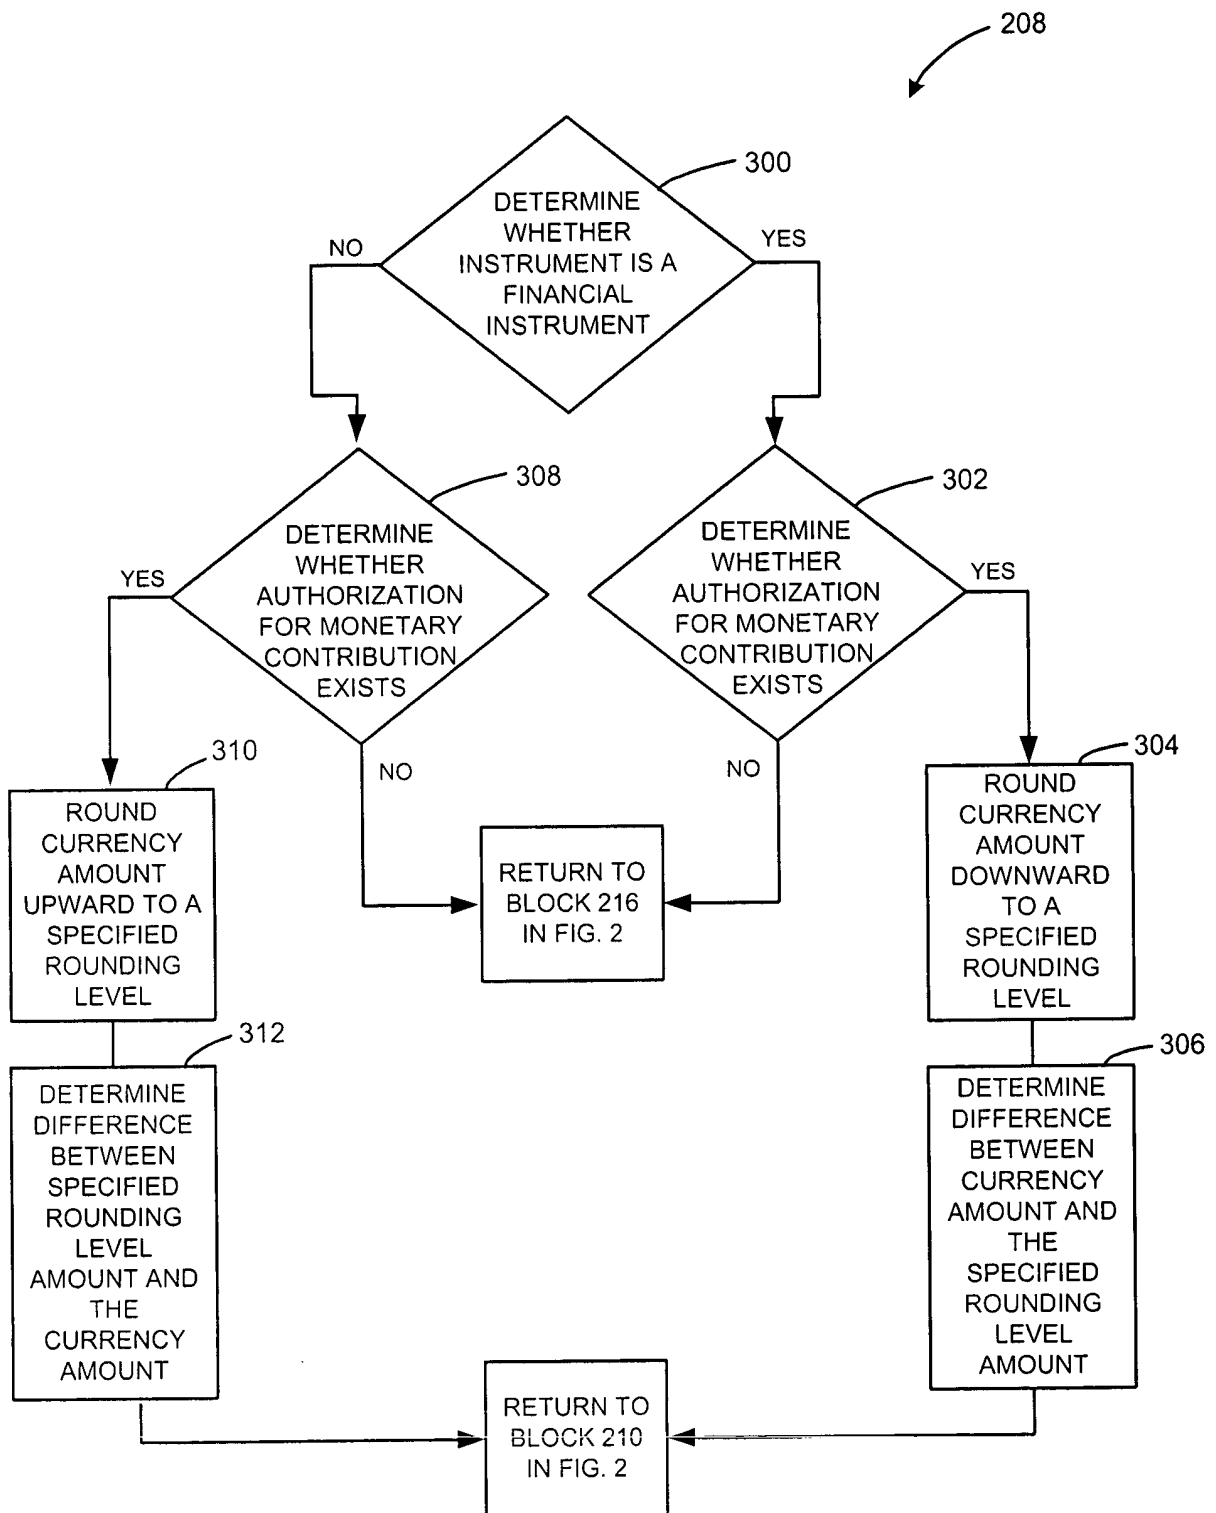 208
300
DETERMINE
WHETHER
INSTRUMENT IS A
FINANCIAL
INSTRUMENT
NO
YES
308
DETERMINE
WHETHER
AUTHORIZATION
FOR MONETARY
CONTRIBUTION
EXISTS
YES
NO
302
DETERMINE
WHETHER
AUTHORIZATION
FOR MONETARY
CONTRIBUTION
EXISTS
YES
NO
310
ROUND
CURRENCY
AMOUNT
UPWARD TO A
SPECIFIED
ROUNDING
LEVEL
RETURN TO
BLOCK 216
IN FIG. 2
304
ROUND
CURRENCY
AMOUNT
DOWNWARD
TO A
SPECIFIED
ROUNDING
LEVEL
312
DETERMINE
DIFFERENCE
BETWEEN
SPECIFIED
ROUNDING
LEVEL
AMOUNT AND
THE
CURRENCY
AMOUNT
306
DETERMINE
DIFFERENCE
BETWEEN
CURRENCY
AMOUNT AND
THE
SPECIFIED
ROUNDING
LEVEL
AMOUNT
RETURN TO
BLOCK 210
IN FIG. 2